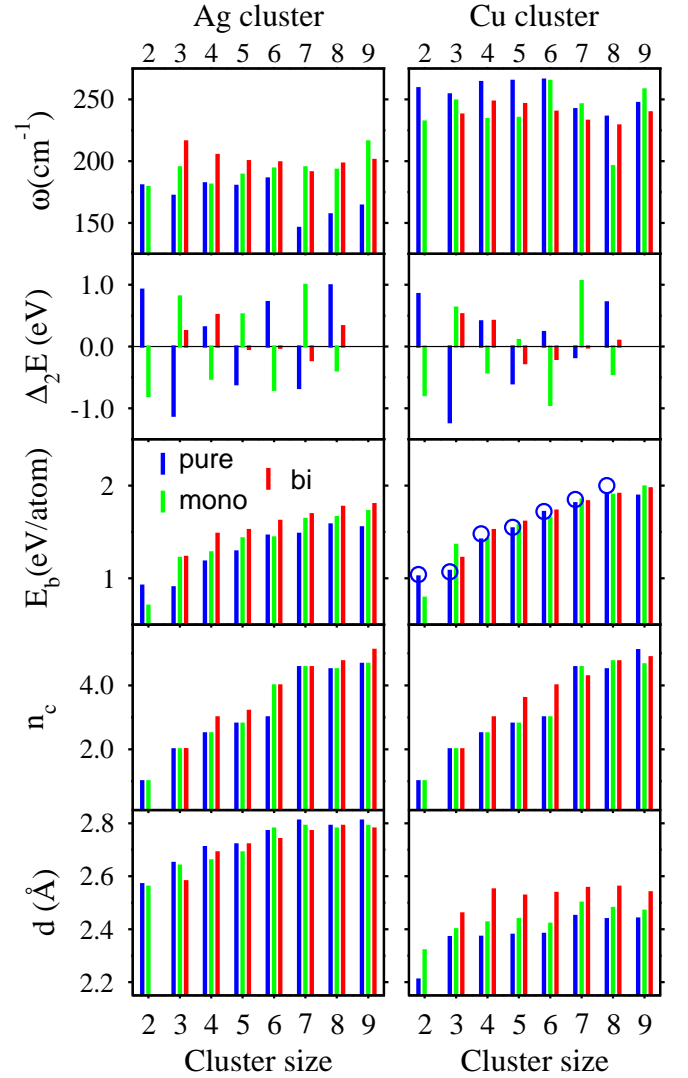 Ag cluster Cu cluster
2 3 4 5 6 7 8 9 2 3 4 5 6 7 8 9
ω(cm⁻¹)
250
200
150
Δ₂E (eV)
1.0
0.0
-1.0
E_b(eV/atom)
pure
mono
bi
2
1
n_c
4.0
2.0
d (Å)
2.8
2.6
2.4
2.2
2 3 4 5 6 7 8 9 2 3 4 5 6 7 8 9
Cluster size Cluster size